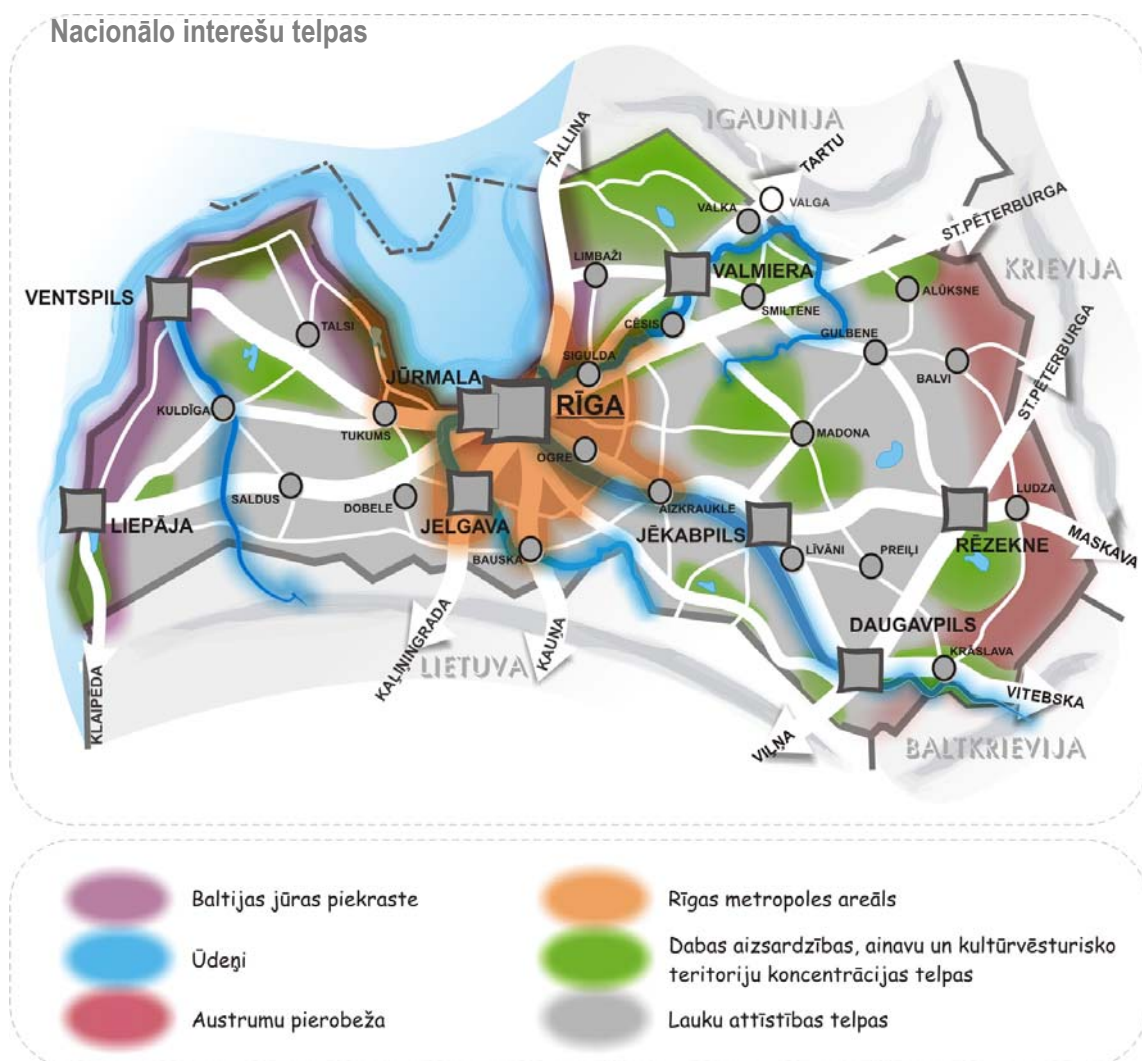 Nacionālo interešu telpas
IGAUNIJA
TALLINA
TARTU
VALGA
VALKA
ST.PĒTERBURGA
KRIEVIJA
LIMBAŽI
VALMIERA
VENTSPILS
ALŪKSNE
SMILTENE
TALSI
CĒSIS
GULBENE
SIGULDA
BALVI
JŪRMALA
ST.PĒTERBURGA
RĪGA
KULDĪGA
TUKUMS
MADONA
OGRE
SALDUS
DOBELE
AIZKRAUKLE
LUDZA
LIEPĀJA
JELGAVA
JĒKABPILS
RĒZEKNE
MASKAVA
BAUSKA
LĪVĀNI
PREIĻI
DAUGAVPILS
KRĀSLAVA
KAĻIŅINGRADA
LIETUVA
KAUŅA
KLAIPĒDA
VITEBSKA
VIĻŅA
BALTKRIEVIJA
Baltijas jūras piekraste
Ūdeņi
Austrumu pierobeža
Rīgas metropoles areāls
Dabas aizsardzības, ainavu un kultūrvēsturisko
teritoriju koncentrācijas telpas
Lauku attīstības telpas